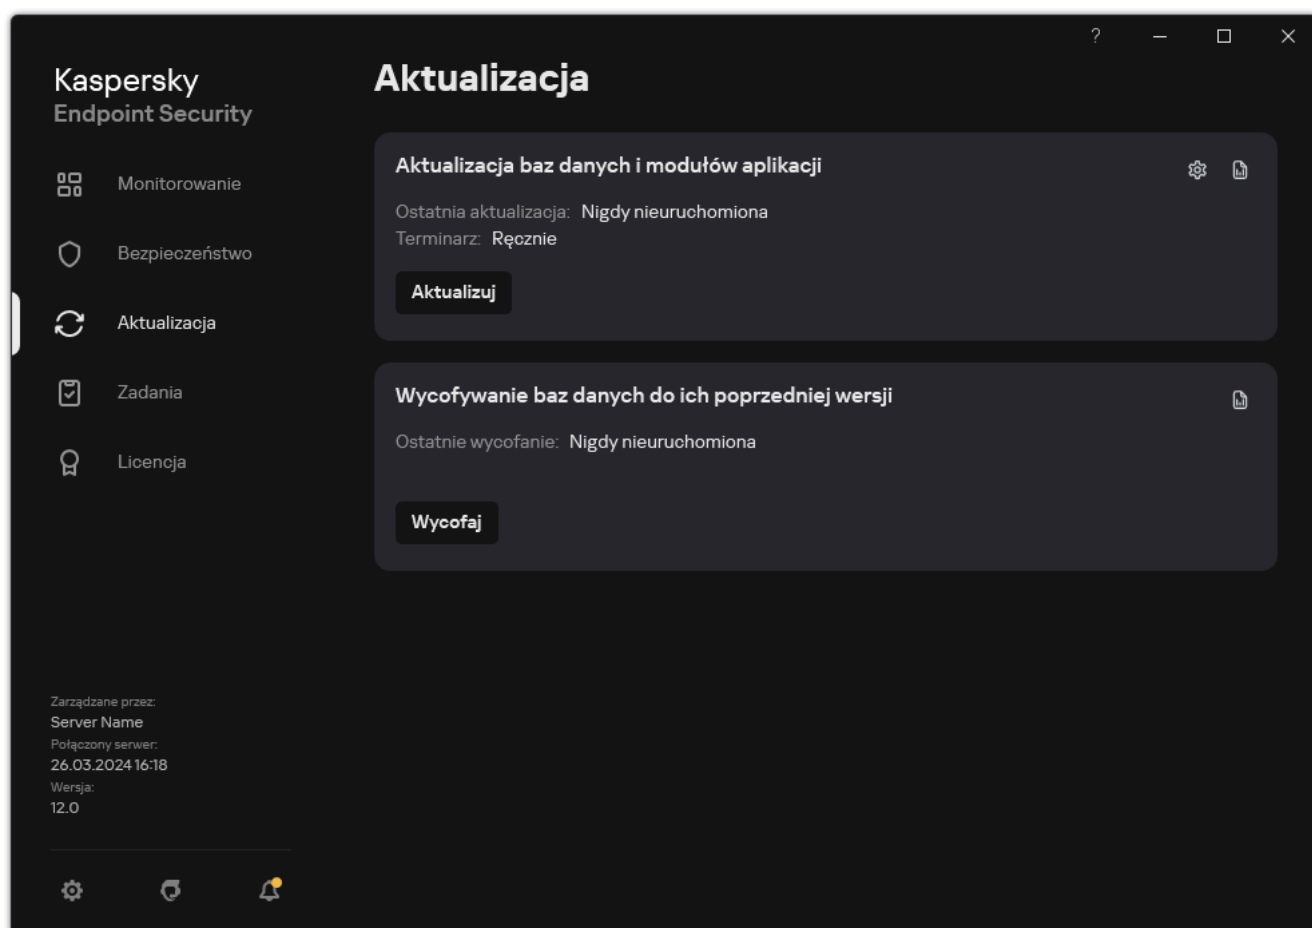 ?
Kaspersky
Endpoint Security
Monitorowanie
Bezpieczeństwo
Aktualizacja
Zadania
Licencja
Zarządzane przez:
Server Name
Połączony serwer:
26.03.2024 16:18
Wersja:
12.0
Aktualizacja
Aktualizacja baz danych i modułów aplikacji
Ostatnia aktualizacja: Nigdy nieuruchomiona
Terminarz: Ręcznie
Aktualizuj
Wycofywanie baz danych do ich poprzedniej wersji
Ostatnie wycofanie: Nigdy nieuruchomiona
Wycofaj